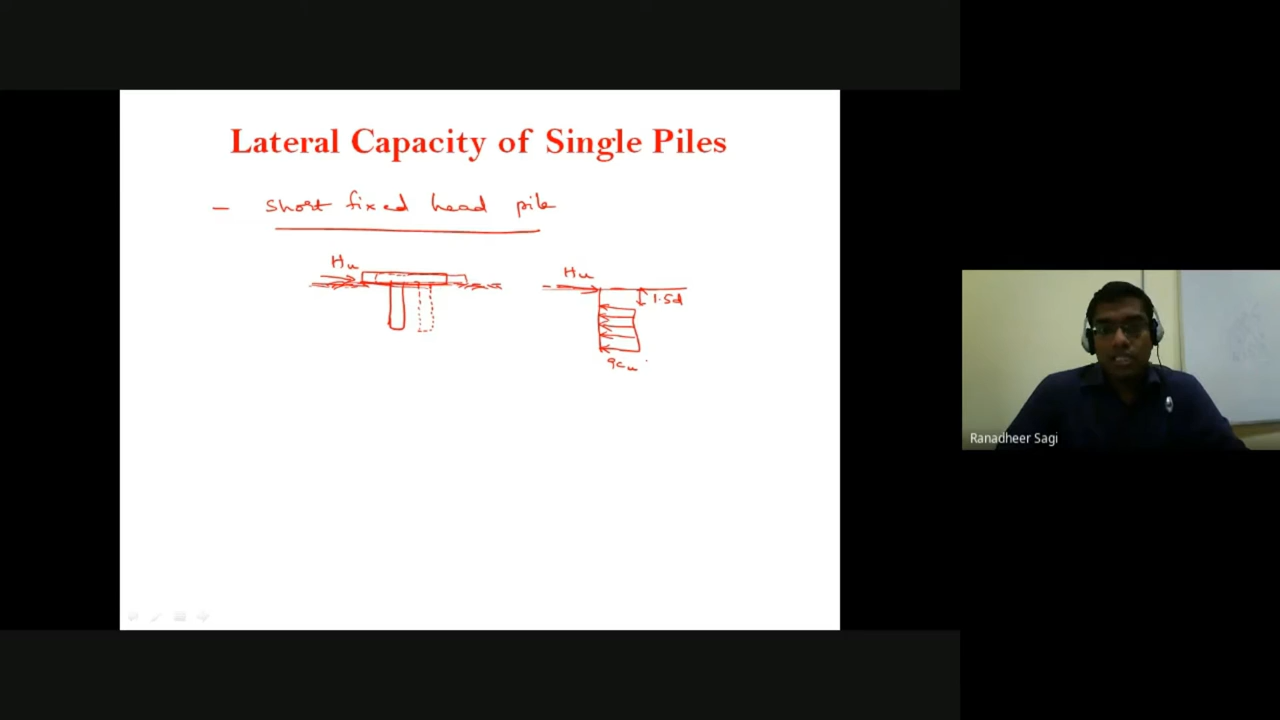 Lateral Capacity of Single Piles
– short fixed head pile
Hu
Hu
1.5d
9cu
Ranadheer Sagi